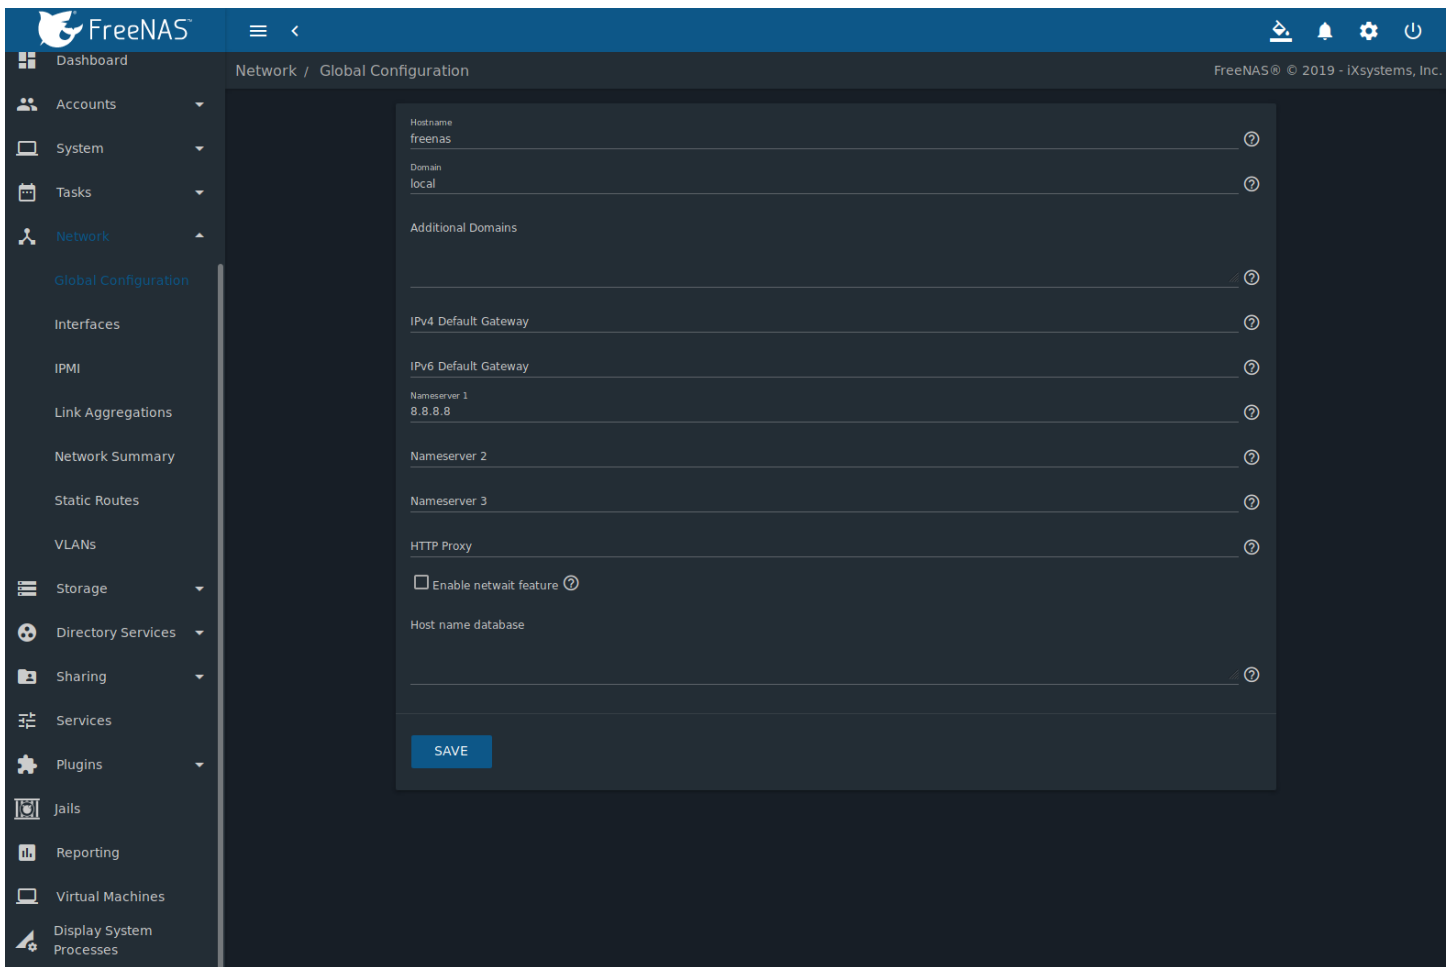 FreeNAS™
Dashboard
Network / Global Configuration
FreeNAS® © 2019 - iXsystems, Inc.
Accounts
System
Tasks
Network
Global Configuration
Interfaces
IPMI
Link Aggregations
Network Summary
Static Routes
VLANs
Storage
Directory Services
Sharing
Services
Plugins
Jails
Reporting
Virtual Machines
Display System
Processes
Hostname
freenas
Domain
local
Additional Domains
IPv4 Default Gateway
IPv6 Default Gateway
Nameserver 1
8.8.8.8
Nameserver 2
Nameserver 3
HTTP Proxy
Enable netwait feature
Host name database
SAVE